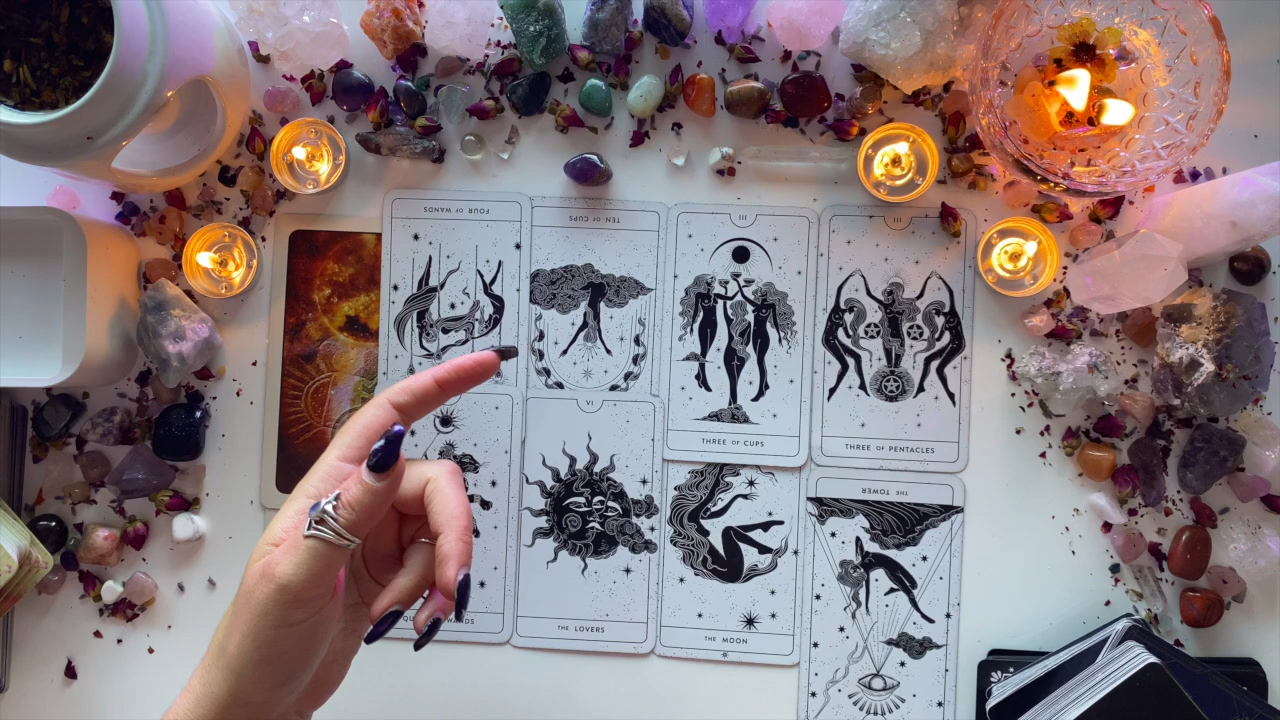 FOUR OF WANDS
TEN OF CUPS
III
III
THREE OF CUPS
THREE OF PENTACLES
VI
THE TOWER
WANDS
THE LOVERS
THE MOON